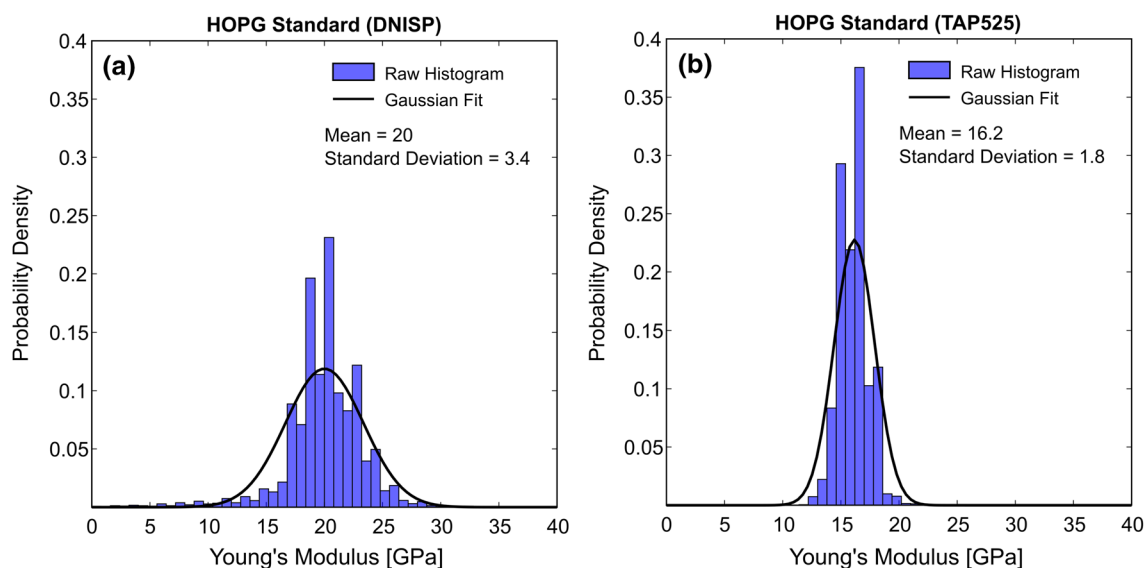 HOPG Standard (DNISP)
(a)
Raw Histogram
Gaussian Fit
Mean = 20
Standard Deviation = 3.4
Probability Density
0.4
0.35
0.3
0.25
0.2
0.15
0.1
0.05
0 5 10 15 20 25 30 35 40
Young's Modulus [GPa]
HOPG Standard (TAP525)
(b)
Raw Histogram
Gaussian Fit
Mean = 16.2
Standard Deviation = 1.8
Probability Density
0.4
0.35
0.3
0.25
0.2
0.15
0.1
0.05
0 5 10 15 20 25 30 35 40
Young's Modulus [GPa]